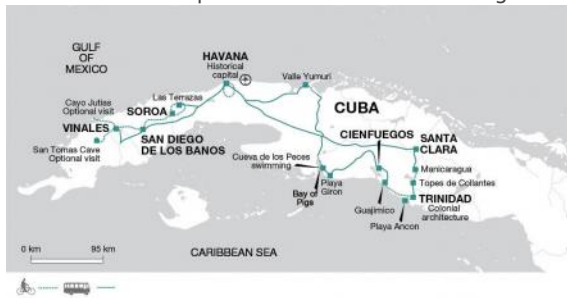 GULF
OF
MEXICO
HAVANA
Historical
capital
Valle Yumuri
Las Terrazas
Cayo Jutias
Optional visit
SOROA
CUBA
VINALES
CIENFUEGOS
SAN DIEGO
DE LOS BANOS
SANTA
CLARA
San Tomas Cave
Optional visit
Cueva de los Peces
swimming
Manicaragua
Playa
Giron
Topes de Collantes
Bay of
Pigs
TRINIDAD
Colonial
architecture
Guajimico
Playa Ancon
0 km
95 km
CARIBBEAN SEA